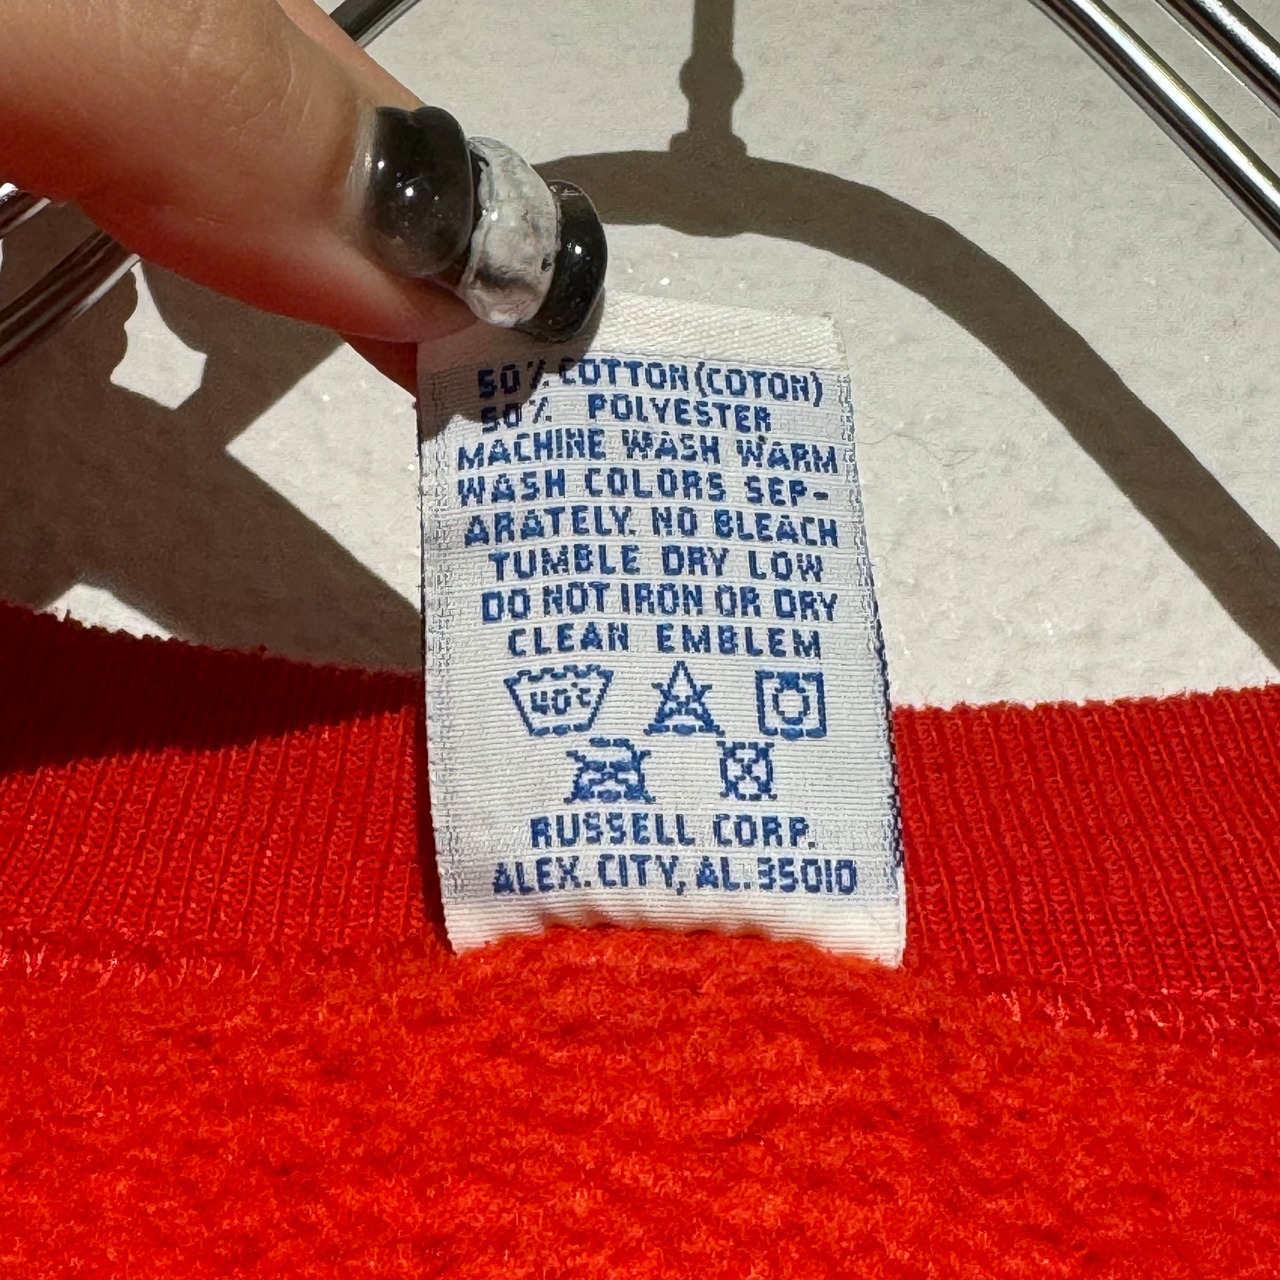 50% COTTON (COTON)
50% POLYESTER
MACHINE WASH WARM
WASH COLORS SEP-
ARATELY. NO BLEACH
TUMBLE DRY LOW
DO NOT IRON OR DRY
CLEAN EMBLEM
40°C
RUSSELL CORP.
ALEX. CITY, AL. 35010